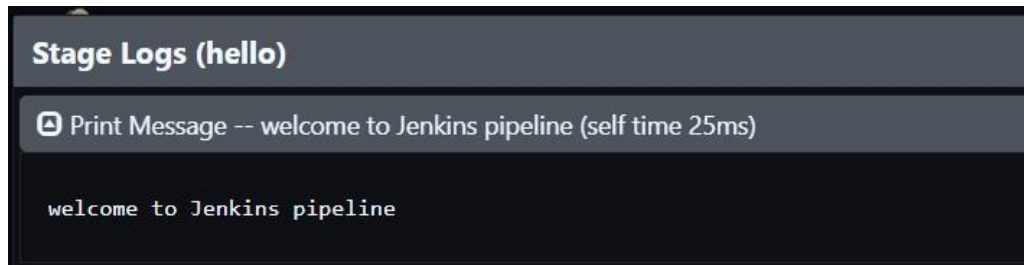 Stage Logs (hello)
Print Message -- welcome to Jenkins pipeline (self time 25ms)
welcome to Jenkins pipeline